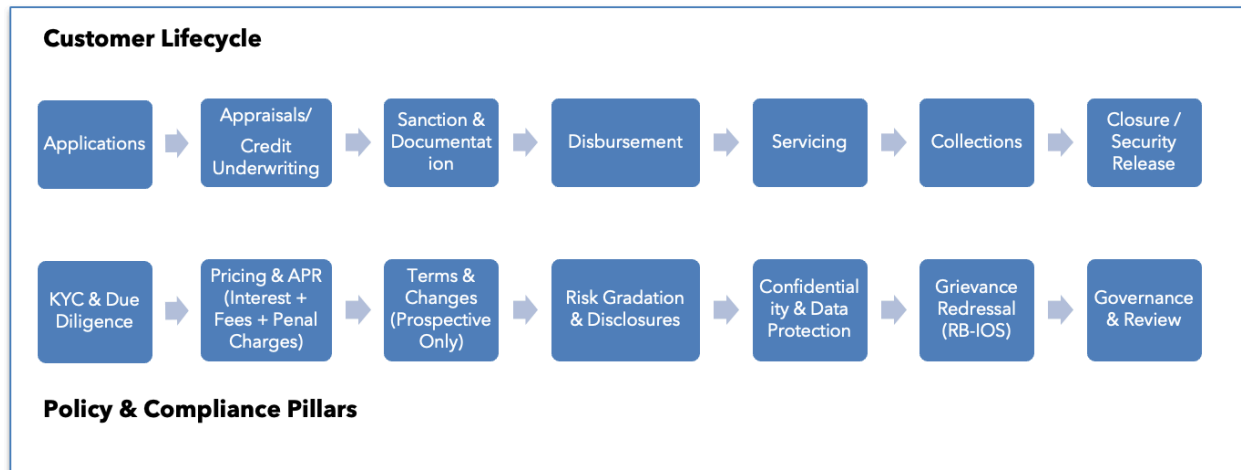 Customer Lifecycle
Applications
Appraisals/
Credit
Underwriting
Sanction &
Documentat
ion
Disbursement
Servicing
Collections
Closure /
Security
Release
KYC & Due
Diligence
Pricing & APR
(Interest +
Fees + Penal
Charges)
Terms &
Changes
(Prospective
Only)
Risk Gradation
& Disclosures
Confidential
ity & Data
Protection
Grievance
Redressal
(RB-IOS)
Governance
& Review
Policy & Compliance Pillars